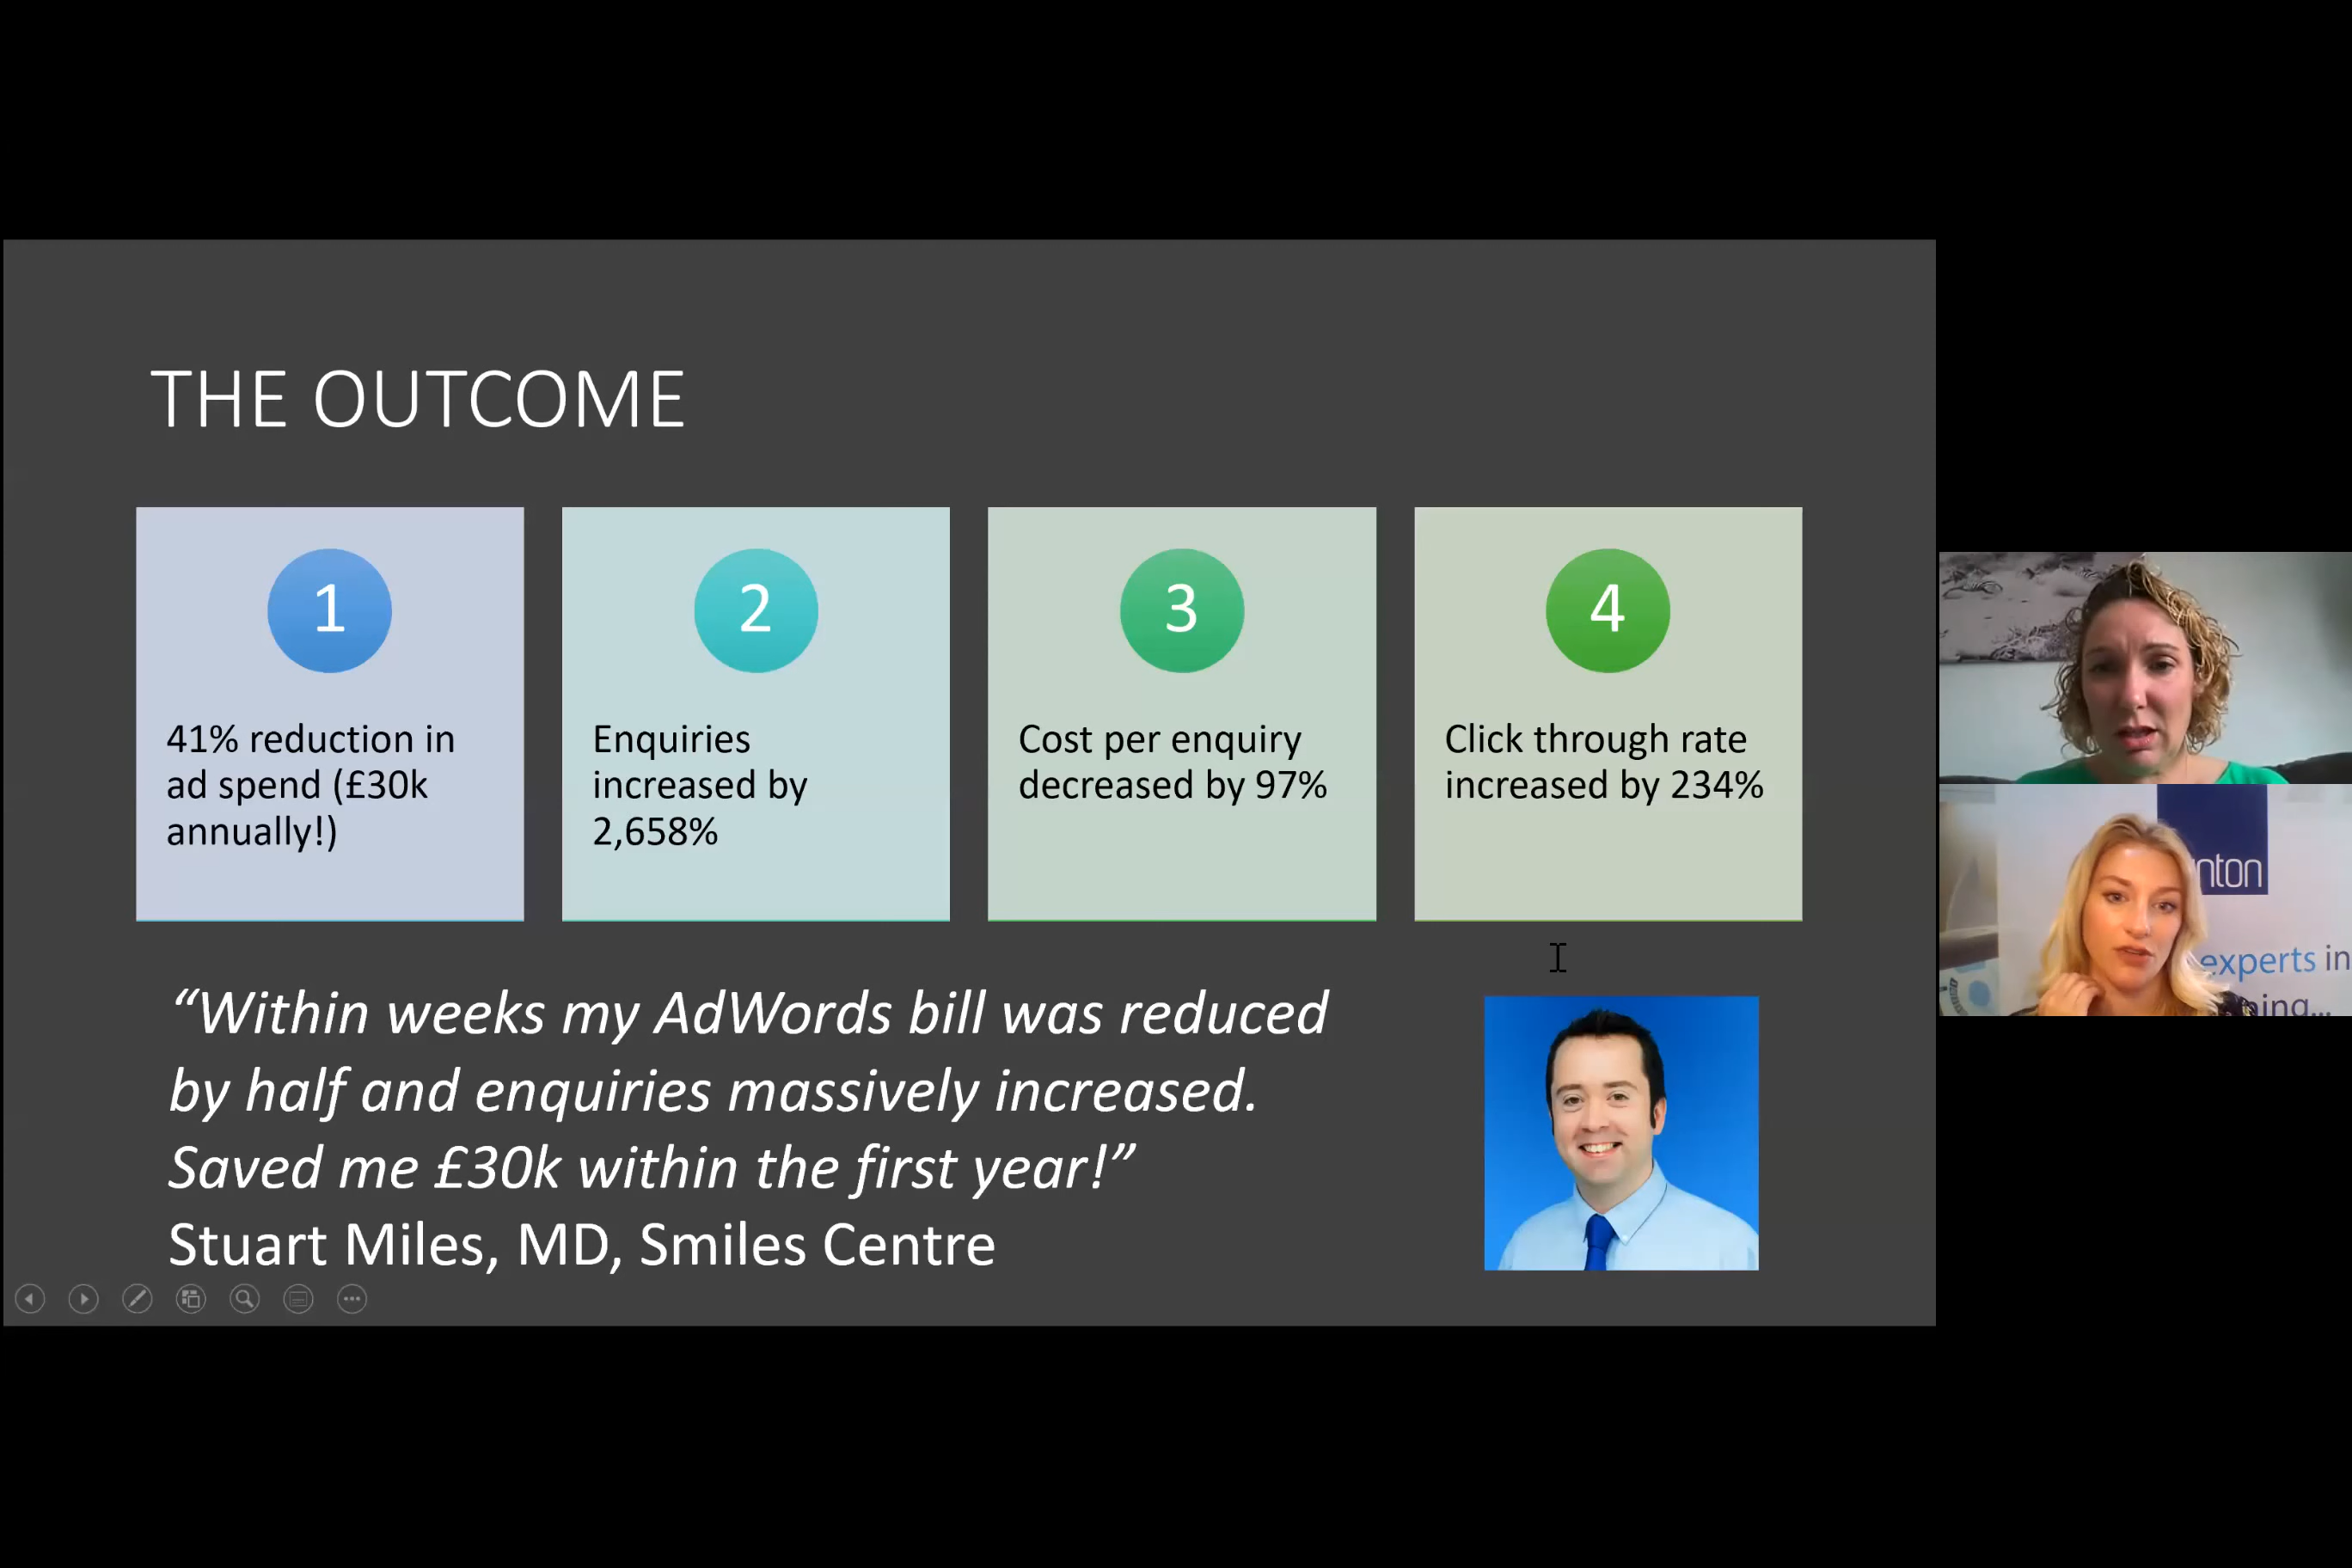 THE OUTCOME
1
41% reduction in
ad spend (£30k
annually!)
2
Enquiries
increased by
2,658%
3
Cost per enquiry
decreased by 97%
4
Click through rate
increased by 234%
“Within weeks my AdWords bill was reduced
by half and enquiries massively increased.
Saved me £30k within the first year!”
Stuart Miles, MD, Smiles Centre
experts in